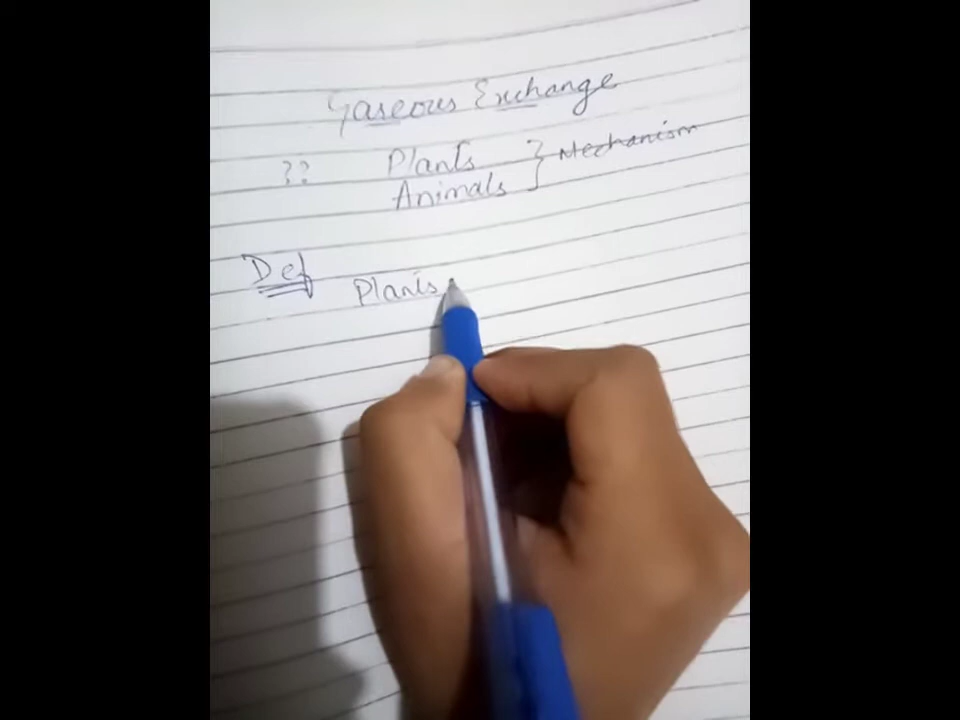 Gaseous Exchange
?? Plants } Mechanism
Animals
Def
Plants